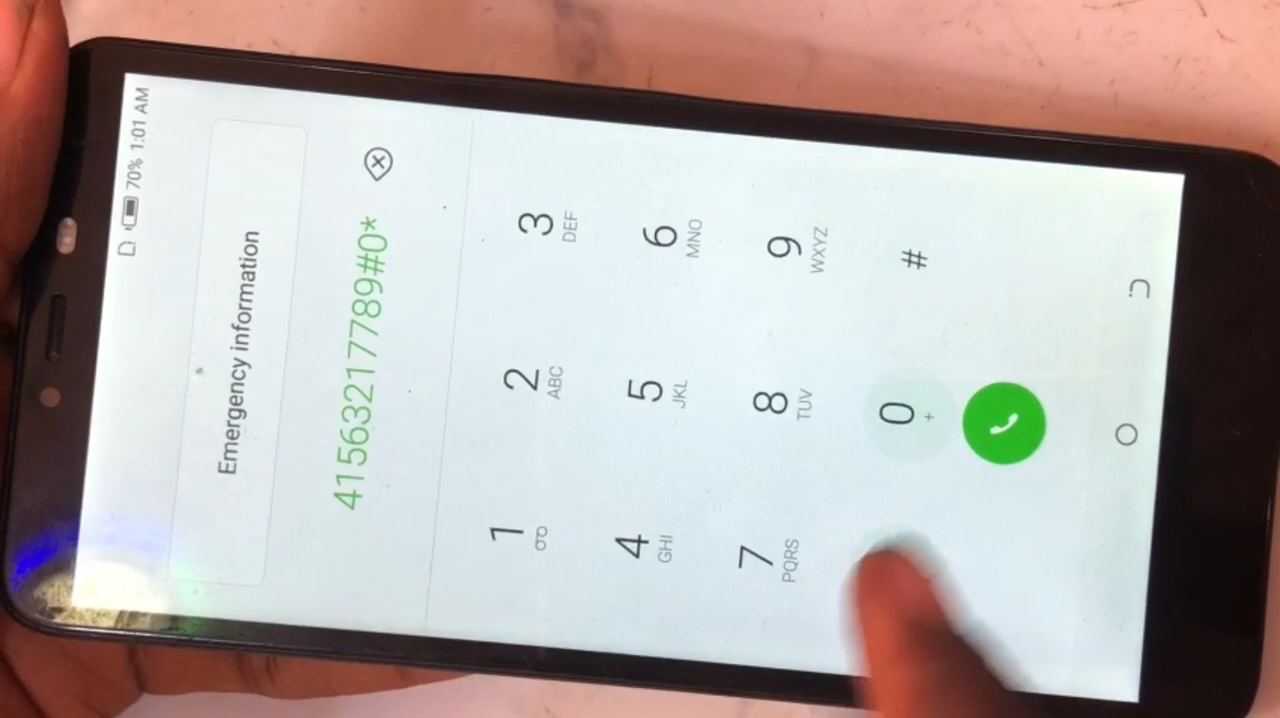 70% 1:01 AM
Emergency information
41563217789#0*
1 2 ABC 3 DEF
4 GHI 5 JKL 6 MNO
7 PQRS 8 TUV 9 WXYZ
0 + #